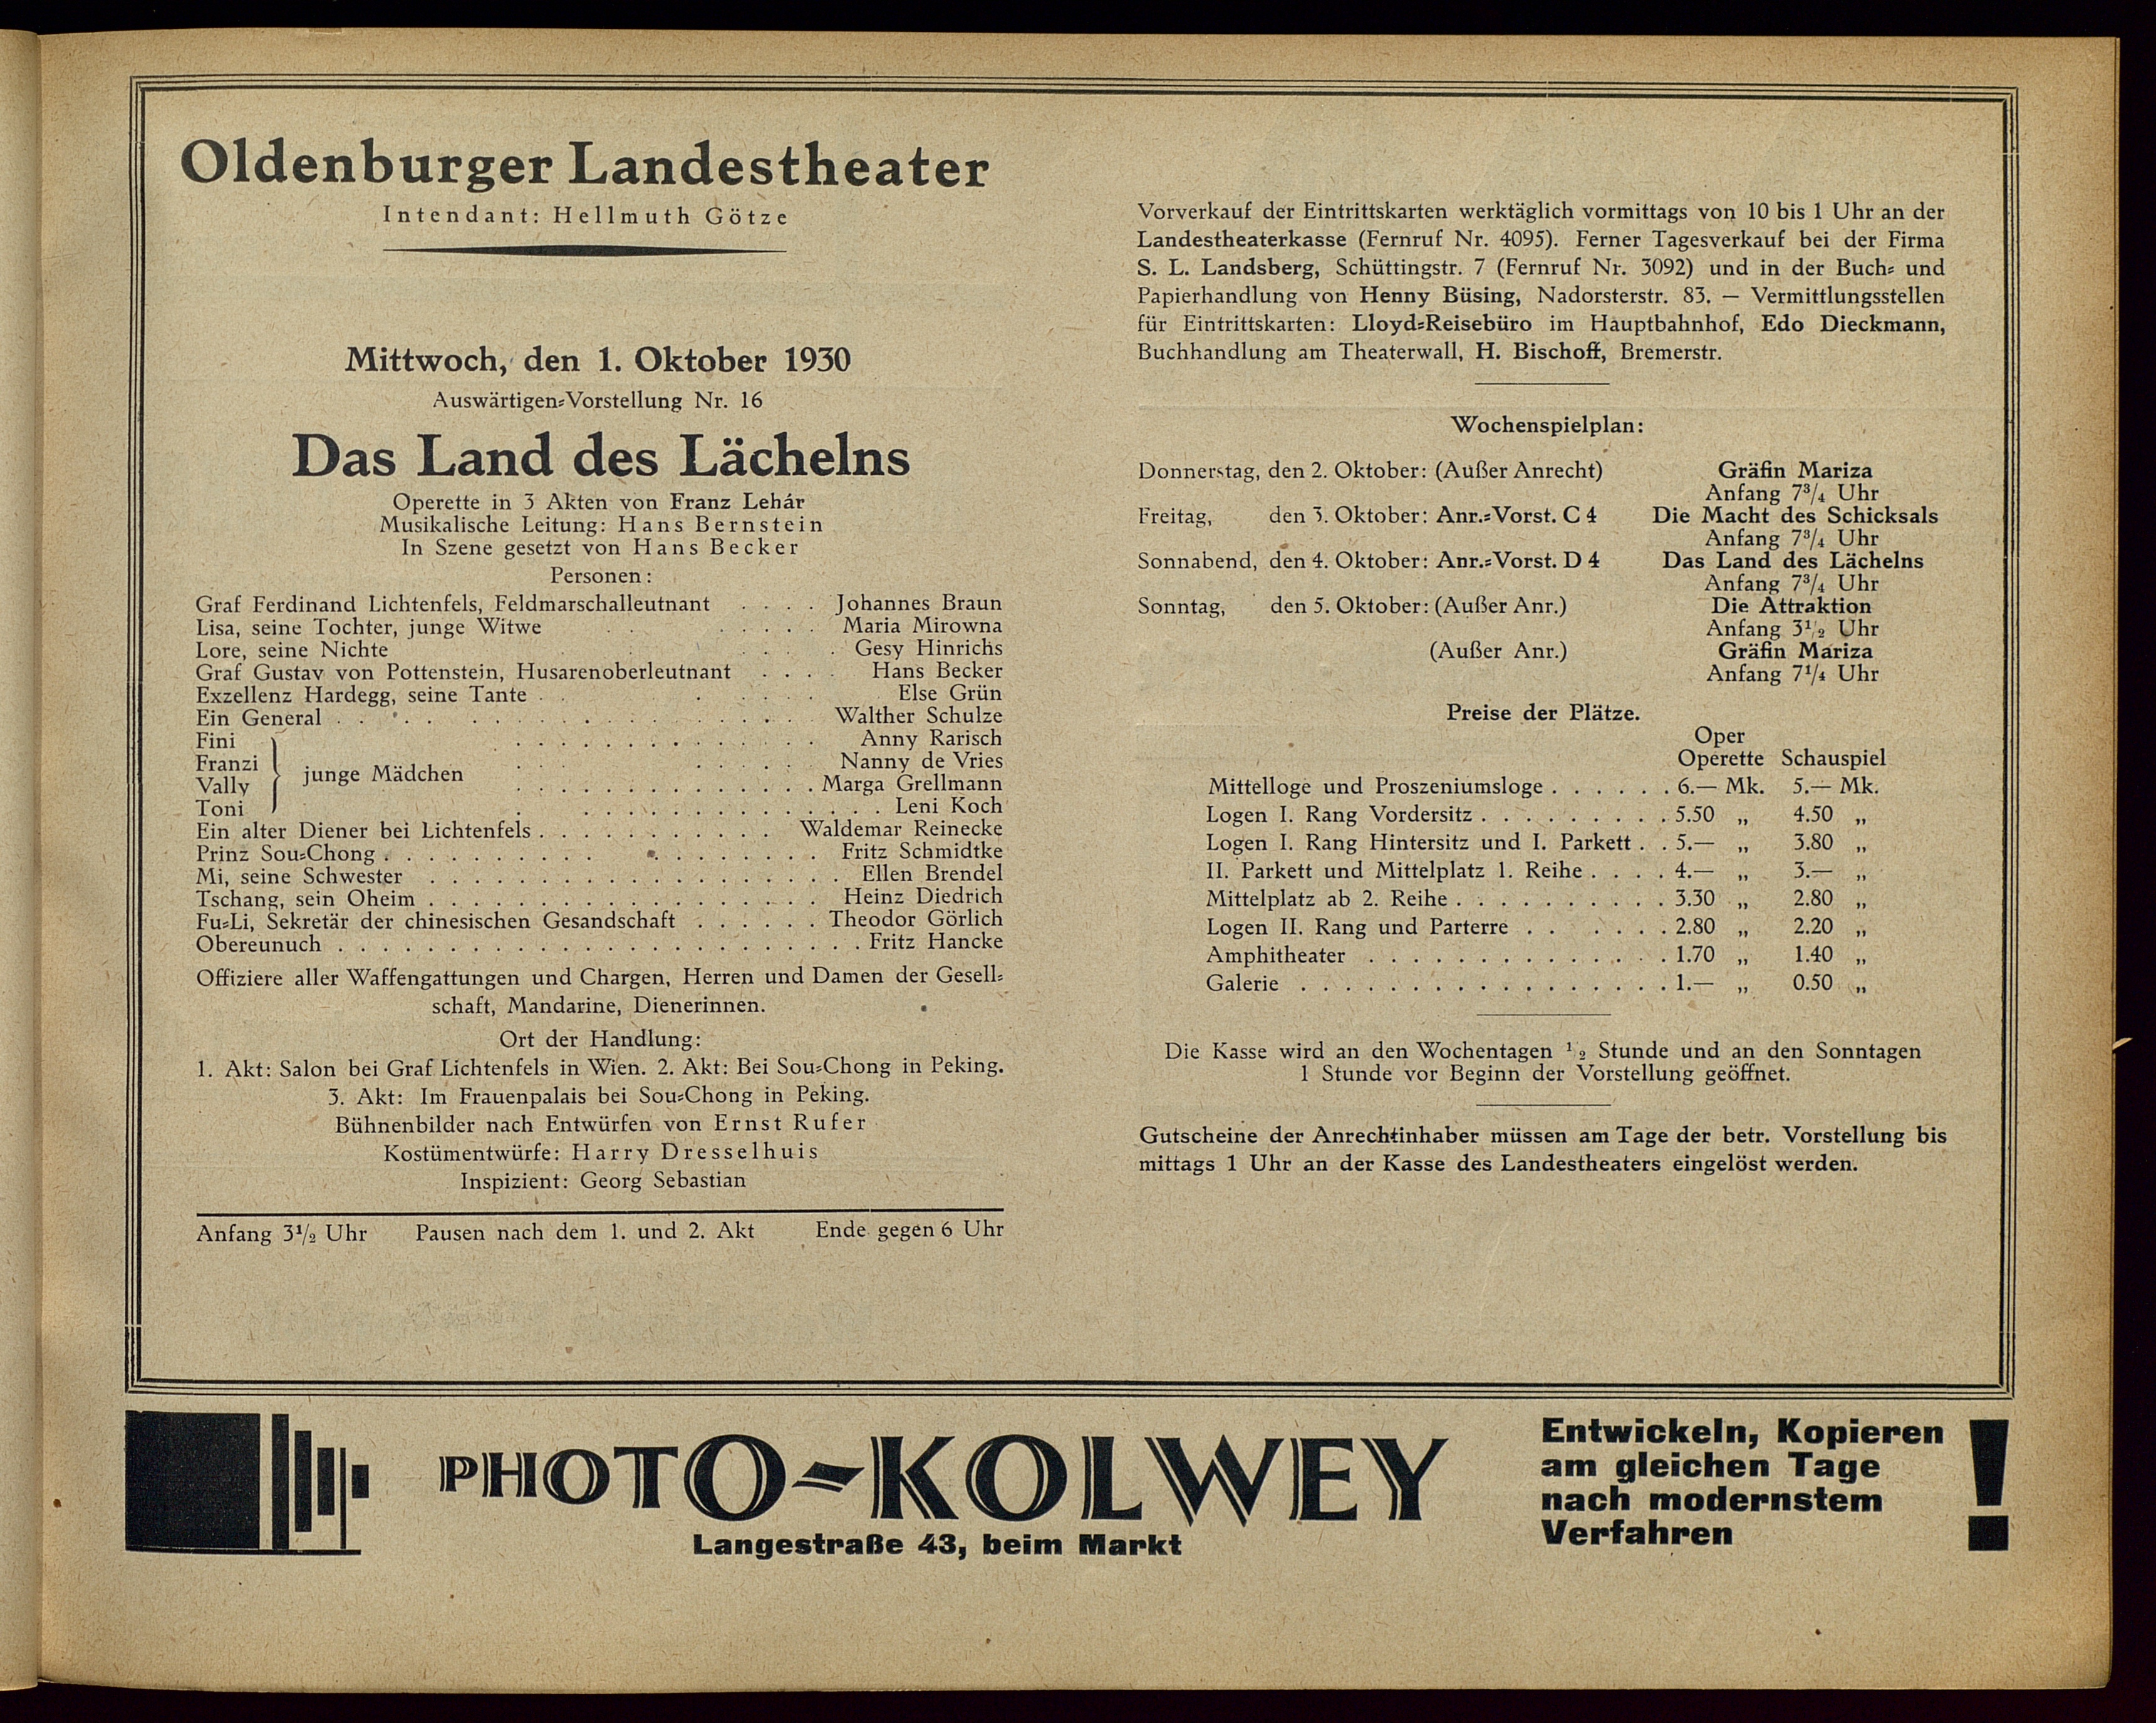 Oldenburger Landestheater
Intendant: Hellmuth Götze
Mittwoch, den 1. Oktober 1930
Auswärtigen=Vorstellung Nr. 16
Das Land des Lächelns
Operette in 3 Akten von Franz Lehár
Musikalische Leitung: Hans Bernstein
In Szene gesetzt von Hans Becker
Personen:
Graf Ferdinand Lichtenfels, Feldmarschalleutnant . . . . Johannes Braun
Lisa, seine Tochter, junge Witwe . . . . . Maria Mirowna
Lore, seine Nichte . . . . Gesy Hinrichs
Graf Gustav von Pottenstein, Husarenoberleutnant . . . . Hans Becker
Exzellenz Hardegg, seine Tante . . . . . Else Grün
Ein General . . . . . . . . . . . . . . Walther Schulze
Fini . . . . . . . . . . . . . Anny Rarisch
Franzi . . . . . . . Nanny de Vries
junge Mädchen
Vally . . . . . . . . . . . . . . Marga Grellmann
Toni . . . . . . . . . . . . . . Leni Koch
Ein alter Diener bei Lichtenfels . . . . . . . . . Waldemar Reinecke
Prinz Sou=Chong . . . . . . . . . . . . . . Fritz Schmidtke
Mi, seine Schwester . . . . . . . . . . . . . . Ellen Brendel
Tschang, sein Oheim . . . . . . . . . . . . . . Heinz Diedrich
Fu=Li, Sekretär der chinesischen Gesandschaft . . . . . . Theodor Görlich
Obereunuch . . . . . . . . . . . . . . . . . . Fritz Hancke
Offiziere aller Waffengattungen und Chargen, Herren und Damen der Gesell=
schaft, Mandarine, Dienerinnen.
Ort der Handlung:
1. Akt: Salon bei Graf Lichtenfels in Wien. 2. Akt: Bei Sou=Chong in Peking.
3. Akt: Im Frauenpalais bei Sou=Chong in Peking.
Bühnenbilder nach Entwürfen von Ernst Rufer
Kostümentwürfe: Harry Dresselhuis
Inspizient: Georg Sebastian
Anfang 3½ Uhr Pausen nach dem 1. und 2. Akt Ende gegen 6 Uhr
Vorverkauf der Eintrittskarten werktäglich vormittags von 10 bis 1 Uhr an der
Landestheaterkasse (Fernruf Nr. 4095). Ferner Tagesverkauf bei der Firma
S. L. Landsberg, Schüttingstr. 7 (Fernruf Nr. 3092) und in der Buch= und
Papierhandlung von Henny Büsing, Nadorsterstr. 83. — Vermittlungsstellen
für Eintrittskarten: Lloyd=Reisebüro im Hauptbahnhof, Edo Dieckmann,
Buchhandlung am Theaterwall, H. Bischoff, Bremerstr.
Wochenspielplan:
Donnerstag, den 2. Oktober: (Außer Anrecht) Gräfin Mariza
Anfang 7¾ Uhr
Freitag, den 3. Oktober: Anr.=Vorst. C 4 Die Macht des Schicksals
Anfang 7¾ Uhr
Sonnabend, den 4. Oktober: Anr.=Vorst. D 4 Das Land des Lächelns
Anfang 7¾ Uhr
Sonntag, den 5. Oktober: (Außer Anr.) Die Attraktion
Anfang 3½ Uhr
(Außer Anr.) Gräfin Mariza
Anfang 7¼ Uhr
Preise der Plätze.
Oper
Operette Schauspiel
Mittelloge und Proszeniumsloge . . . . . . 6.— Mk. 5.— Mk.
Logen I. Rang Vordersitz . . . . . . . . . 5.50 „ 4.50 „
Logen I. Rang Hintersitz und I. Parkett . . 5.— „ 3.80 „
II. Parkett und Mittelplatz 1. Reihe . . . . 4.— „ 3.— „
Mittelplatz ab 2. Reihe . . . . . . . . . . 3.30 „ 2.80 „
Logen II. Rang und Parterre . . . . . . 2.80 „ 2.20 „
Amphitheater . . . . . . . . . . . . . . 1.70 „ 1.40 „
Galerie . . . . . . . . . . . . . . . . . 1.— „ 0.50 „
Die Kasse wird an den Wochentagen ½ Stunde und an den Sonntagen
1 Stunde vor Beginn der Vorstellung geöffnet.
Gutscheine der Anrechtinhaber müssen am Tage der betr. Vorstellung bis
mittags 1 Uhr an der Kasse des Landestheaters eingelöst werden.
PHOTO-KOLWEY
Langestraße 43, beim Markt
Entwickeln, Kopieren
am gleichen Tage
nach modernstem
Verfahren !